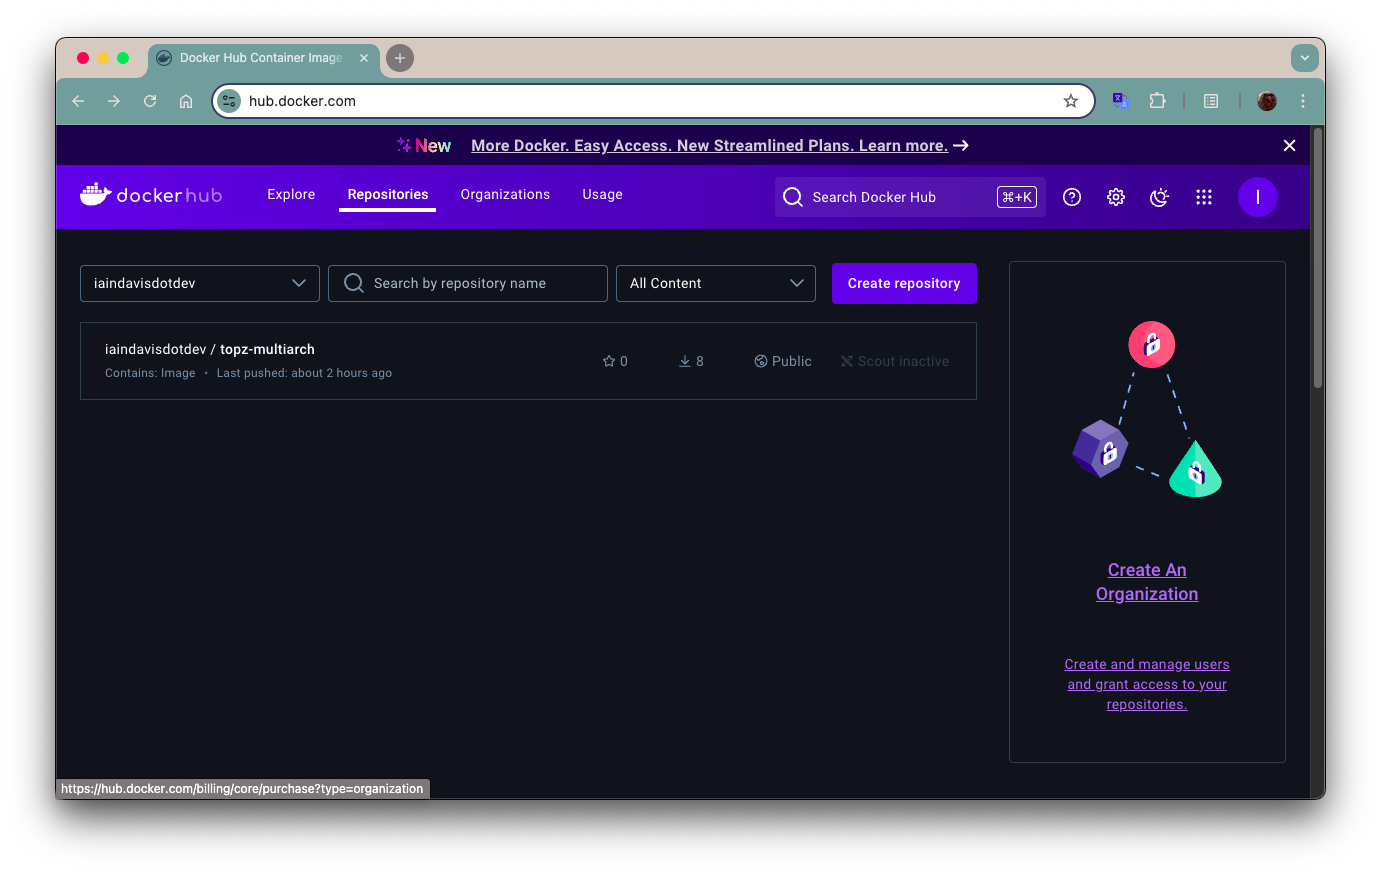 Docker Hub Container Image
hub.docker.com
New More Docker. Easy Access. New Streamlined Plans. Learn more.
dockerhub Explore Repositories Organizations Usage Search Docker Hub ⌘+K I
iaindavisdotdev Search by repository name All Content Create repository
iaindavisdotdev / topz-multiarch
Contains: Image • Last pushed: about 2 hours ago
0 8 Public Scout inactive
Create An
Organization
Create and manage users
and grant access to your
repositories.
https://hub.docker.com/billing/core/purchase?type=organization